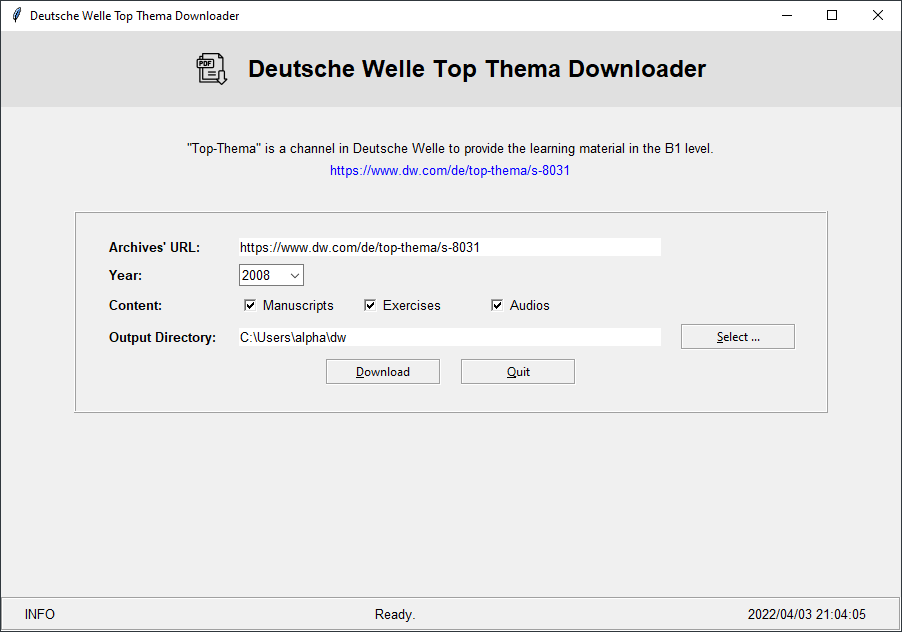 Deutsche Welle Top Thema Downloader
PDF
Deutsche Welle Top Thema Downloader
"Top-Thema" is a channel in Deutsche Welle to provide the learning material in the B1 level.
https://www.dw.com/de/top-thema/s-8031
Archives' URL: https://www.dw.com/de/top-thema/s-8031
Year: 2008
Content: Manuscripts Exercises Audios
Output Directory: C:\Users\alpha\dw Select ...
Download Quit
INFO Ready. 2022/04/03 21:04:05